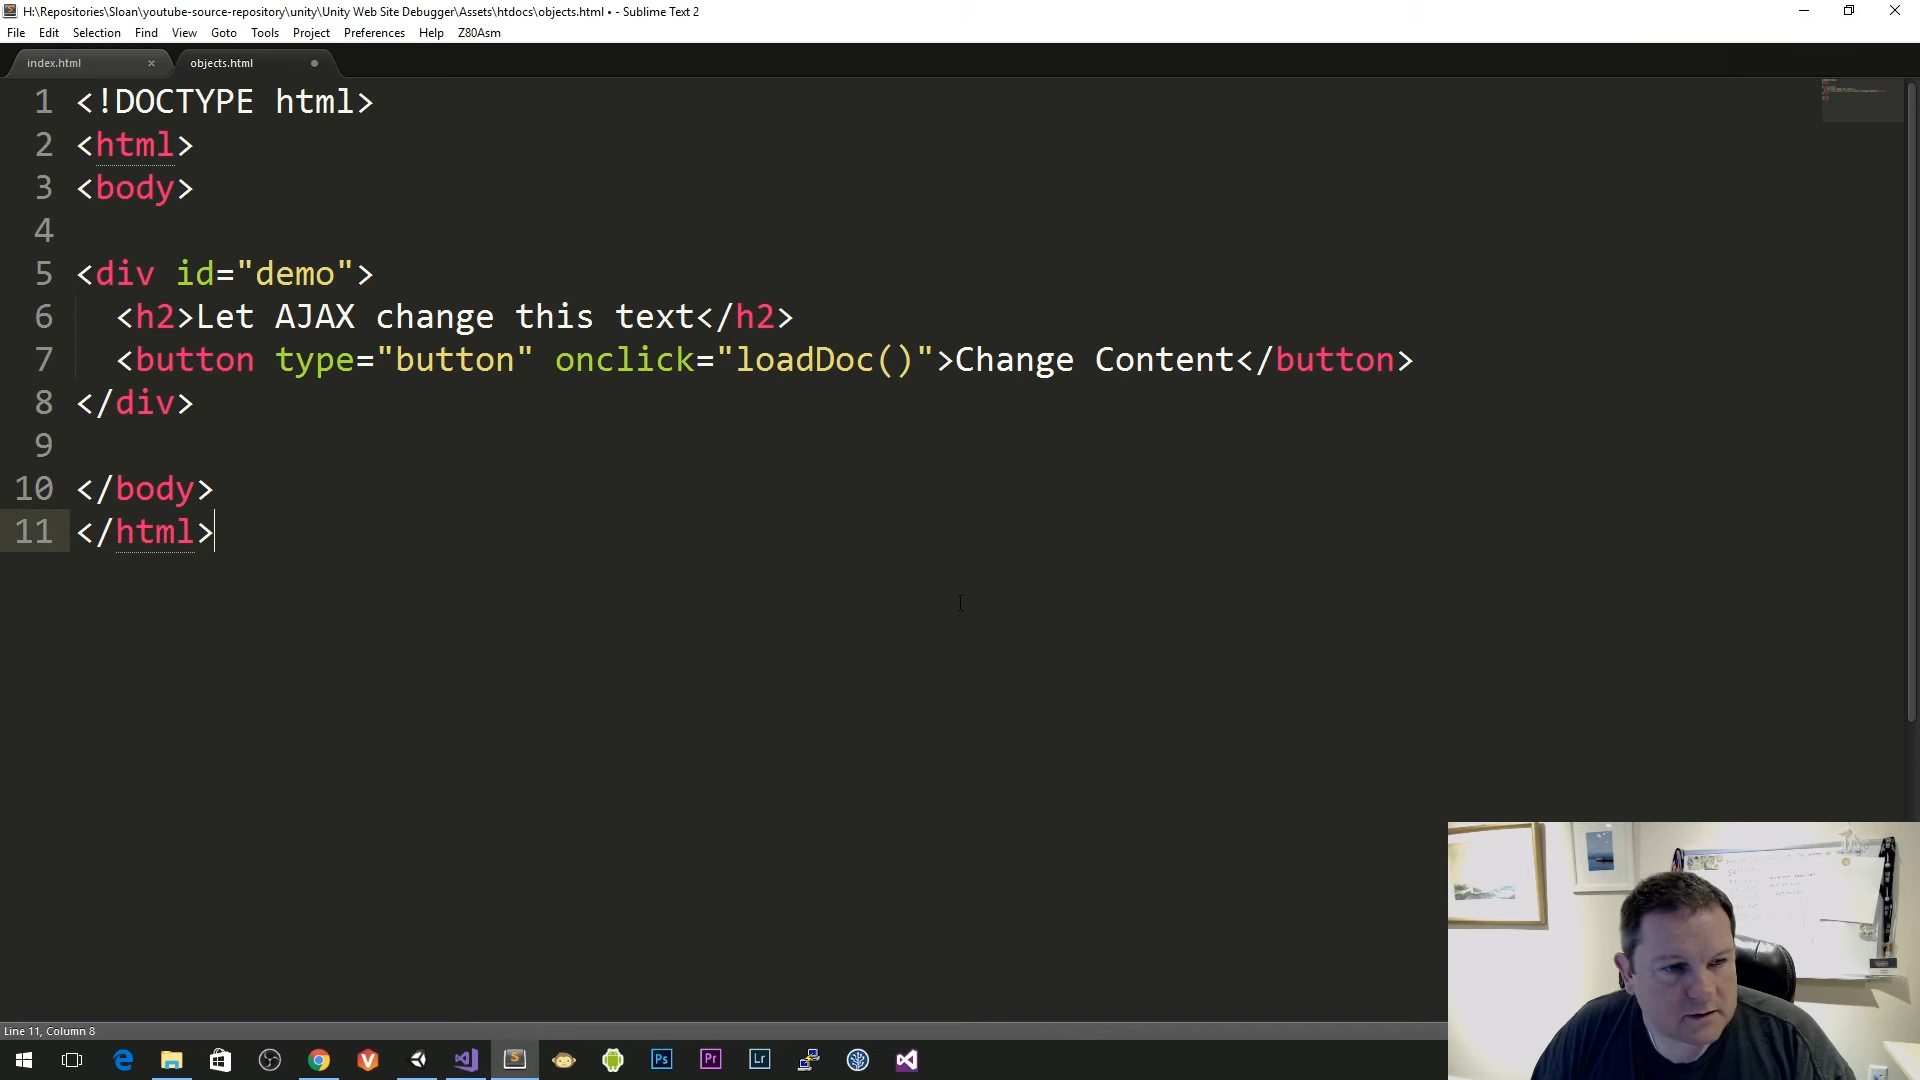 H:\Repositories\Sloan\youtube-source-repository\unity\Unity Web Site Debugger\Assets\htdocs\objects.html • - Sublime Text 2
File Edit Selection Find View Goto Tools Project Preferences Help Z80Asm
index.html × objects.html
1 <!DOCTYPE html>
2 <html>
3 <body>
4
5 <div id="demo">
6 <h2>Let AJAX change this text</h2>
7 <button type="button" onclick="loadDoc()">Change Content</button>
8 </div>
9
10 </body>
11 </html>
Line 11, Column 8
Ps Pr Lr